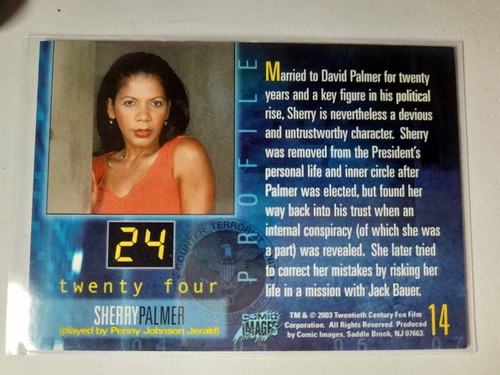 PROFILE
Married to David Palmer for twenty
years and a key figure in his political
rise, Sherry is nevertheless a devious
and untrustworthy character. Sherry
was removed from the President's
personal life and inner circle after
Palmer was elected, but found her
way back into his trust when an
internal conspiracy (of which she was
a part) was revealed. She later tried
to correct her mistakes by risking her
life in a mission with Jack Bauer.
24
twenty four
SHERRYPALMER
(played by Penny Johnson Jerald)
COUNTER TERRORIST
COMIC
IMAGES
TM & © 2003 Twentieth Century Fox Film
Corporation. All Rights Reserved. Produced
by Comic Images, Saddle Brook, NJ 07663.
14